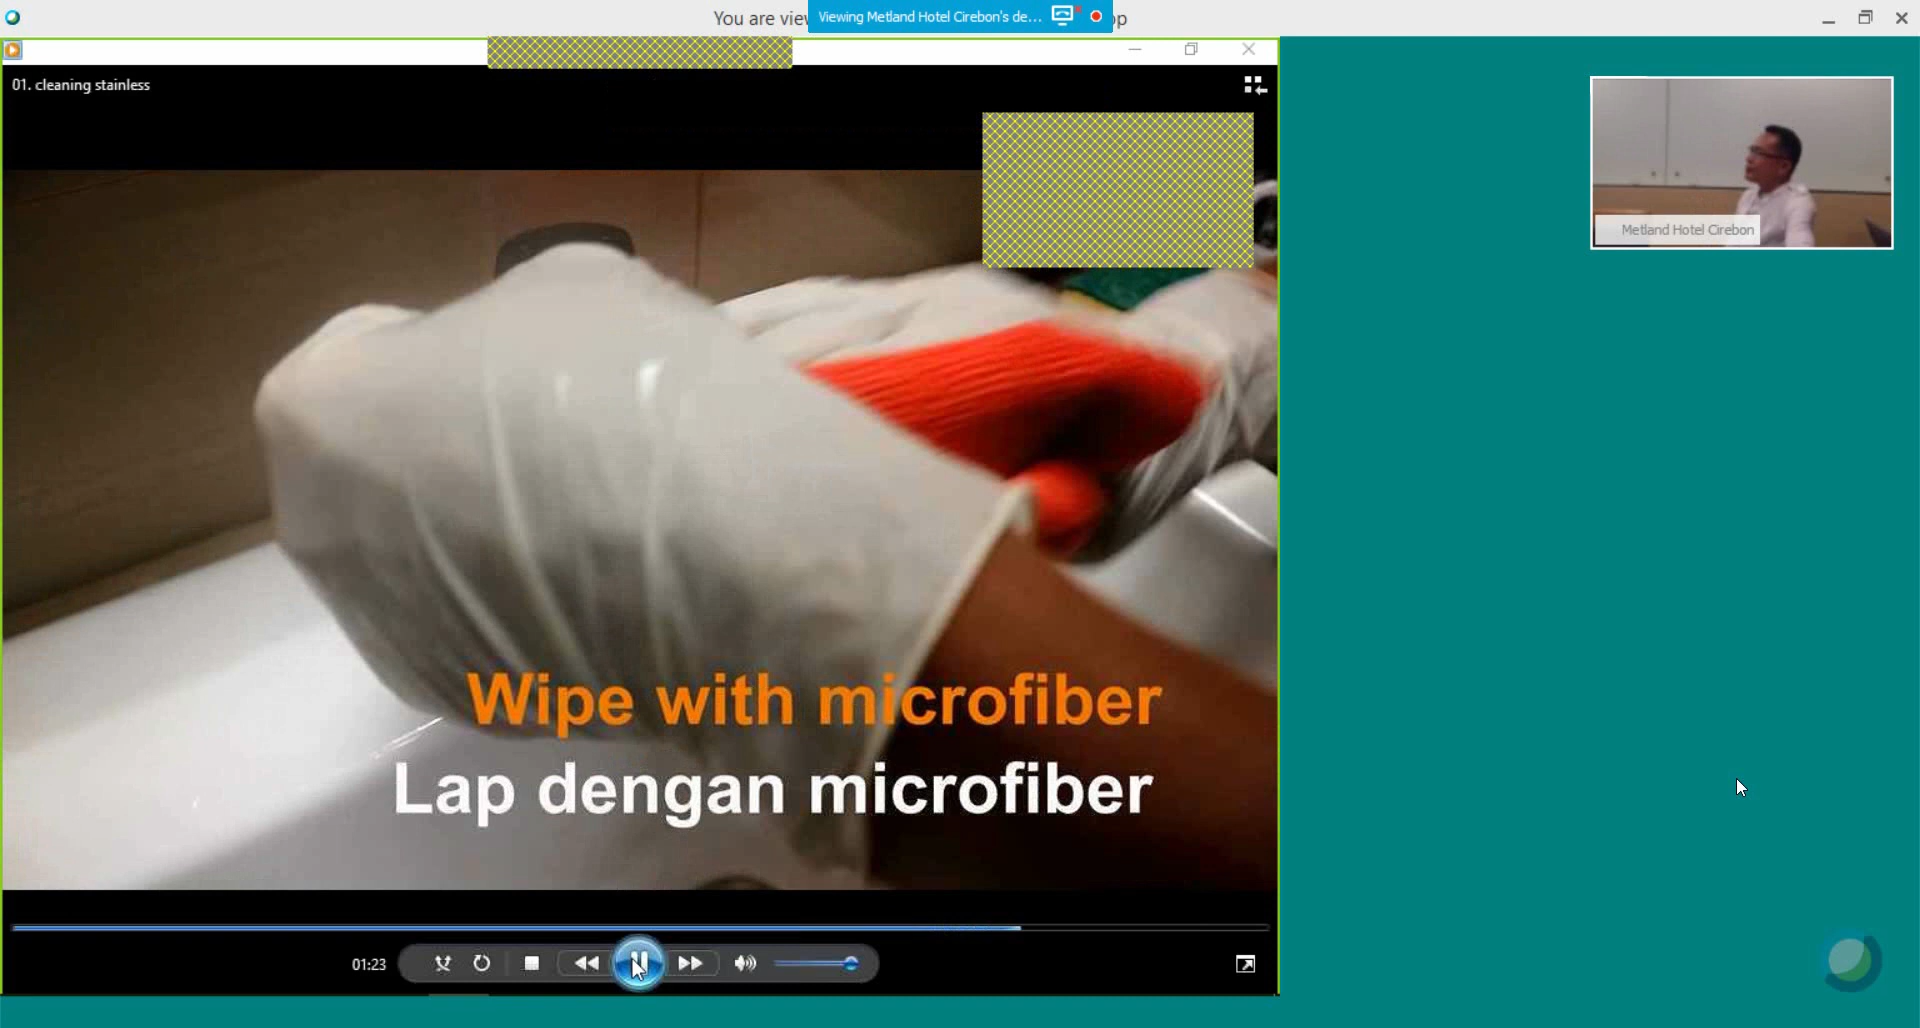 You are vie
Viewing Metland Hotel Cirebon's de...
op
01. cleaning stainless
Metland Hotel Cirebon
Wipe with microfiber
Lap dengan microfiber
01:23